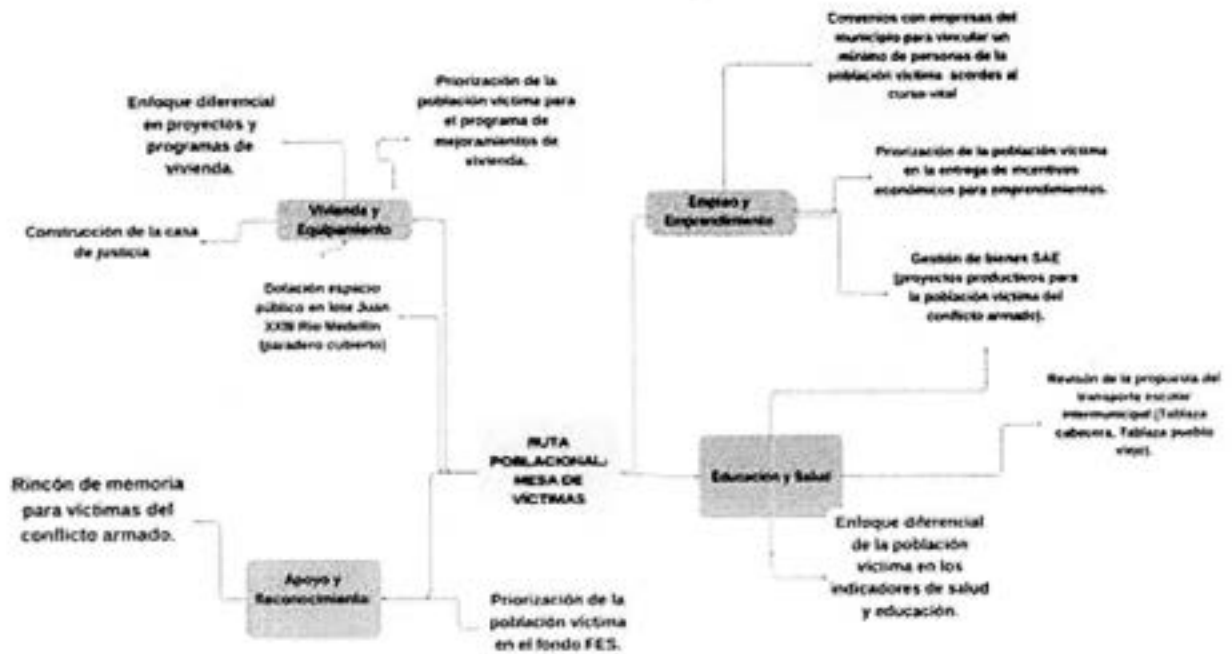 Convenios con empresas del
municipio para vincular un
mínimo de personas de la
población víctima acordes al
curso vital
Priorización de la
población víctima para
el programa de
mejoramientos de
vivienda.
Enfoque diferencial
en proyectos y
programas de
vivienda.
Priorización de la población víctima
en la entrega de incentivos
económicos para emprendimientos.
Vivienda y
Equipamiento
Empleo y
Emprendimiento
Construcción de la casa
de justicia
Gestión de bienes SAE
(proyectos productivos para
la población víctima del
conflicto armado).
Dotación espacio
público en lote Juan
XXIII Rio Medellín
(paradero cubierto)
Revisión de la propuesta del
transporte escolar
intermunicipal (Tablaza
cabecera, Tablaza pueblo
viejo).
RUTA
POBLACIONAL:
MESA DE
VÍCTIMAS
Educación y Salud
Rincón de memoria
para víctimas del
conflicto armado.
Enfoque diferencial
de la población
víctima en los
indicadores de salud
y educación.
Apoyo y
Reconocimiento
Priorización de la
población víctima
en el fondo FES.